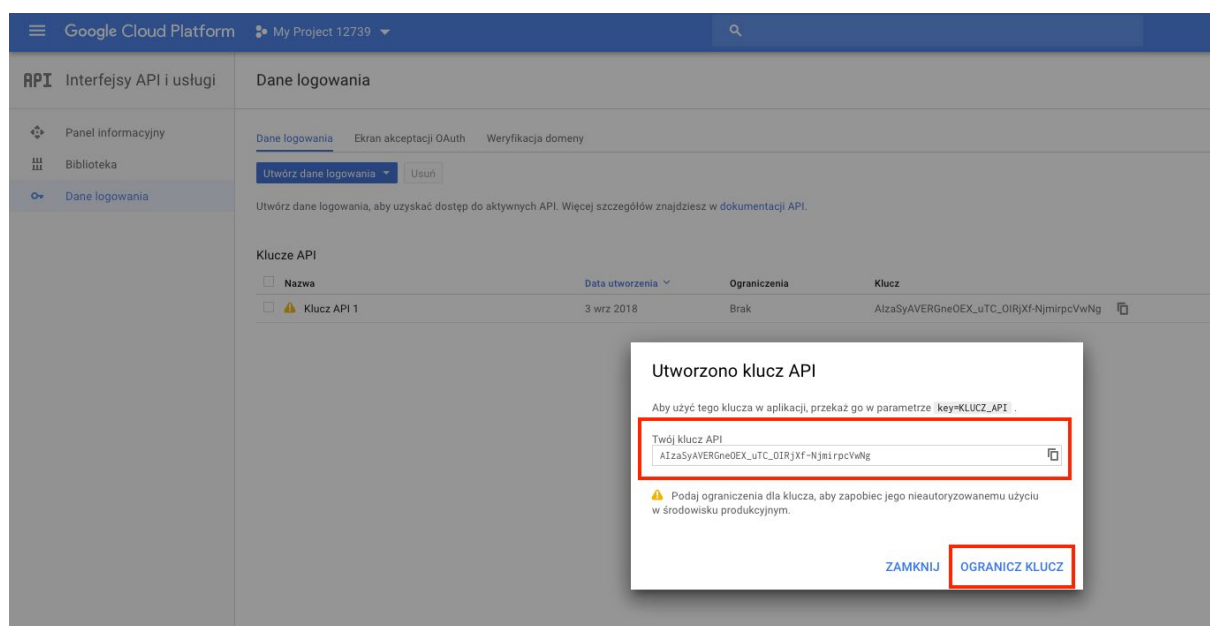 Google Cloud Platform My Project 12739
API Interfejsy API i usługi Dane logowania
Panel informacyjny
Biblioteka
Dane logowania
Dane logowania Ekran akceptacji OAuth Weryfikacja domeny
Utwórz dane logowania Usuń
Utwórz dane logowania, aby uzyskać dostęp do aktywnych API. Więcej szczegółów znajdziesz w dokumentacji API.
Klucze API
Nazwa Data utworzenia Ograniczenia Klucz
Klucz API 1 3 wrz 2018 Brak AIzaSyAVERGneOEX_uTC_OIRjXf-NjmirpcVwNg
Utworzono klucz API
Aby użyć tego klucza w aplikacji, przekaż go w parametrze key=KLUCZ_API .
Twój klucz API
AIzaSyAVERGneOEX_uTC_OIRjXf-NjmirpcVwNg
Podaj ograniczenia dla klucza, aby zapobiec jego nieautoryzowanemu użyciu
w środowisku produkcyjnym.
ZAMKNIJ OGRANICZ KLUCZ